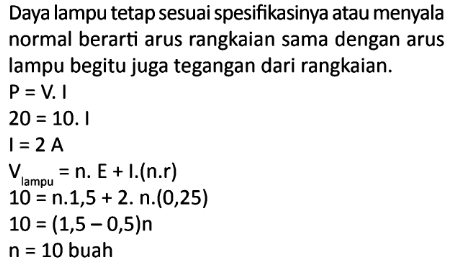 Daya lampu tetap sesuai spesifikasinya atau menyala
normal berarti arus rangkaian sama dengan arus
lampu begitu juga tegangan dari rangkaian.
P = V. I
20 = 10. I
I = 2 A
V lampu = n. E + I.(n.r)
10 = n.1,5 + 2. n.(0,25)
10 = (1,5 – 0,5)n
n = 10 buah